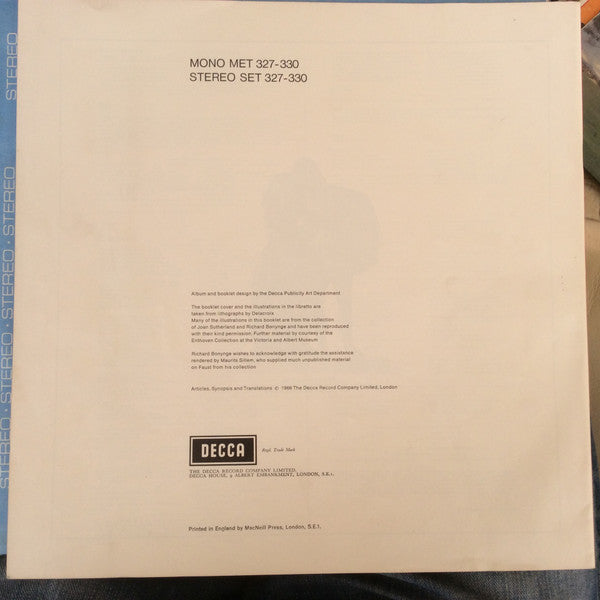 MONO MET 327-330
STEREO SET 327-330
Album and booklet design by the Decca Publicity Art Department
The booklet cover and the illustrations in the libretto are
taken from lithographs by Delacroix
Many of the illustrations in this booklet are from the collection
of Joan Sutherland and Richard Bonynge and have been reproduced
with their kind permission. Further material by courtesy of the
Enthoven Collection at the Victoria and Albert Museum
Richard Bonynge wishes to acknowledge with gratitude the assistance
rendered by Maurits Sillem, who supplied much unpublished material
on Faust from his collection
Articles, Synopsis and Translations © 1966 The Decca Record Company Limited, London
DECCA Regd. Trade Mark
THE DECCA RECORD COMPANY LIMITED,
DECCA HOUSE, 9 ALBERT EMBANKMENT, LONDON, S.E.1.
Printed in England by MacNeill Press, London, S.E.1.
STEREO · STEREO · STEREO · STEREO
STEREO